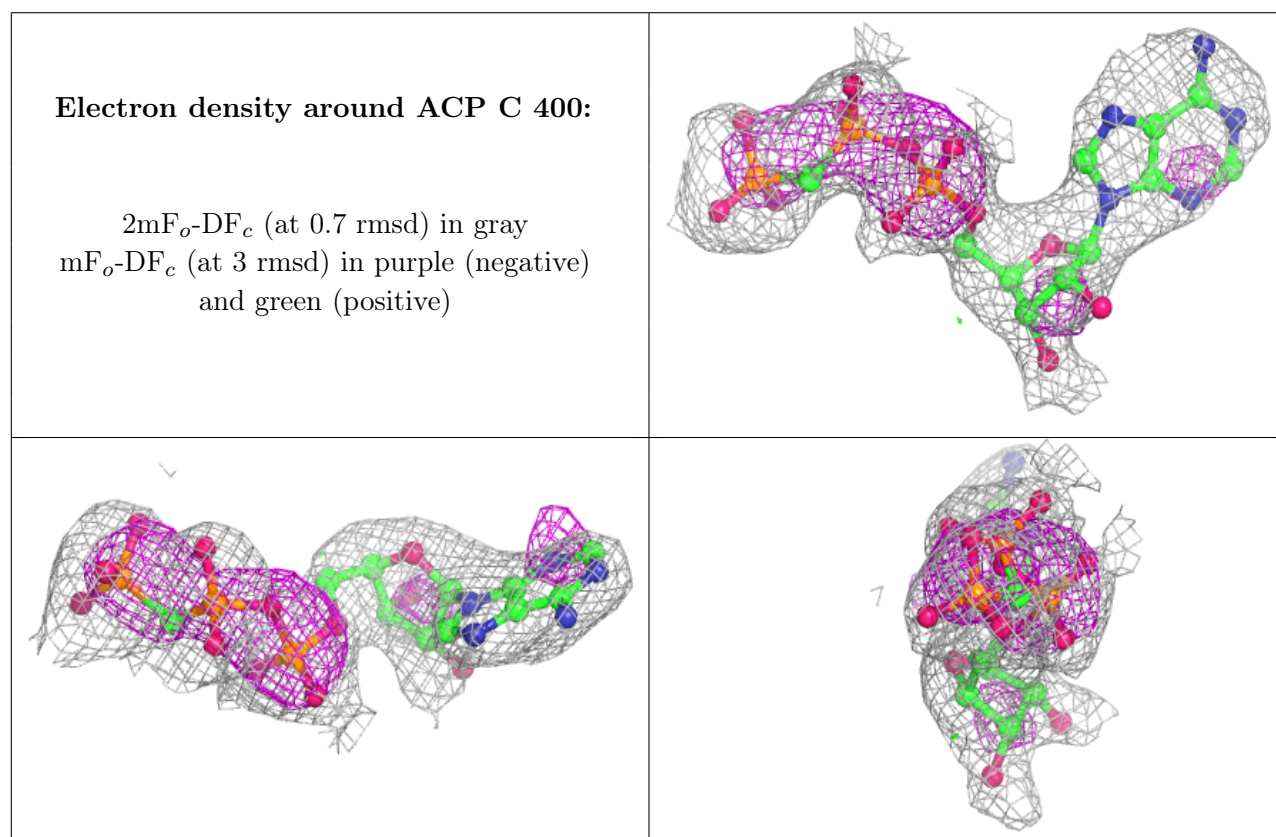 Electron density around ACP C 400:
2mFo-DFc (at 0.7 rmsd) in gray
mFo-DFc (at 3 rmsd) in purple (negative)
and green (positive)